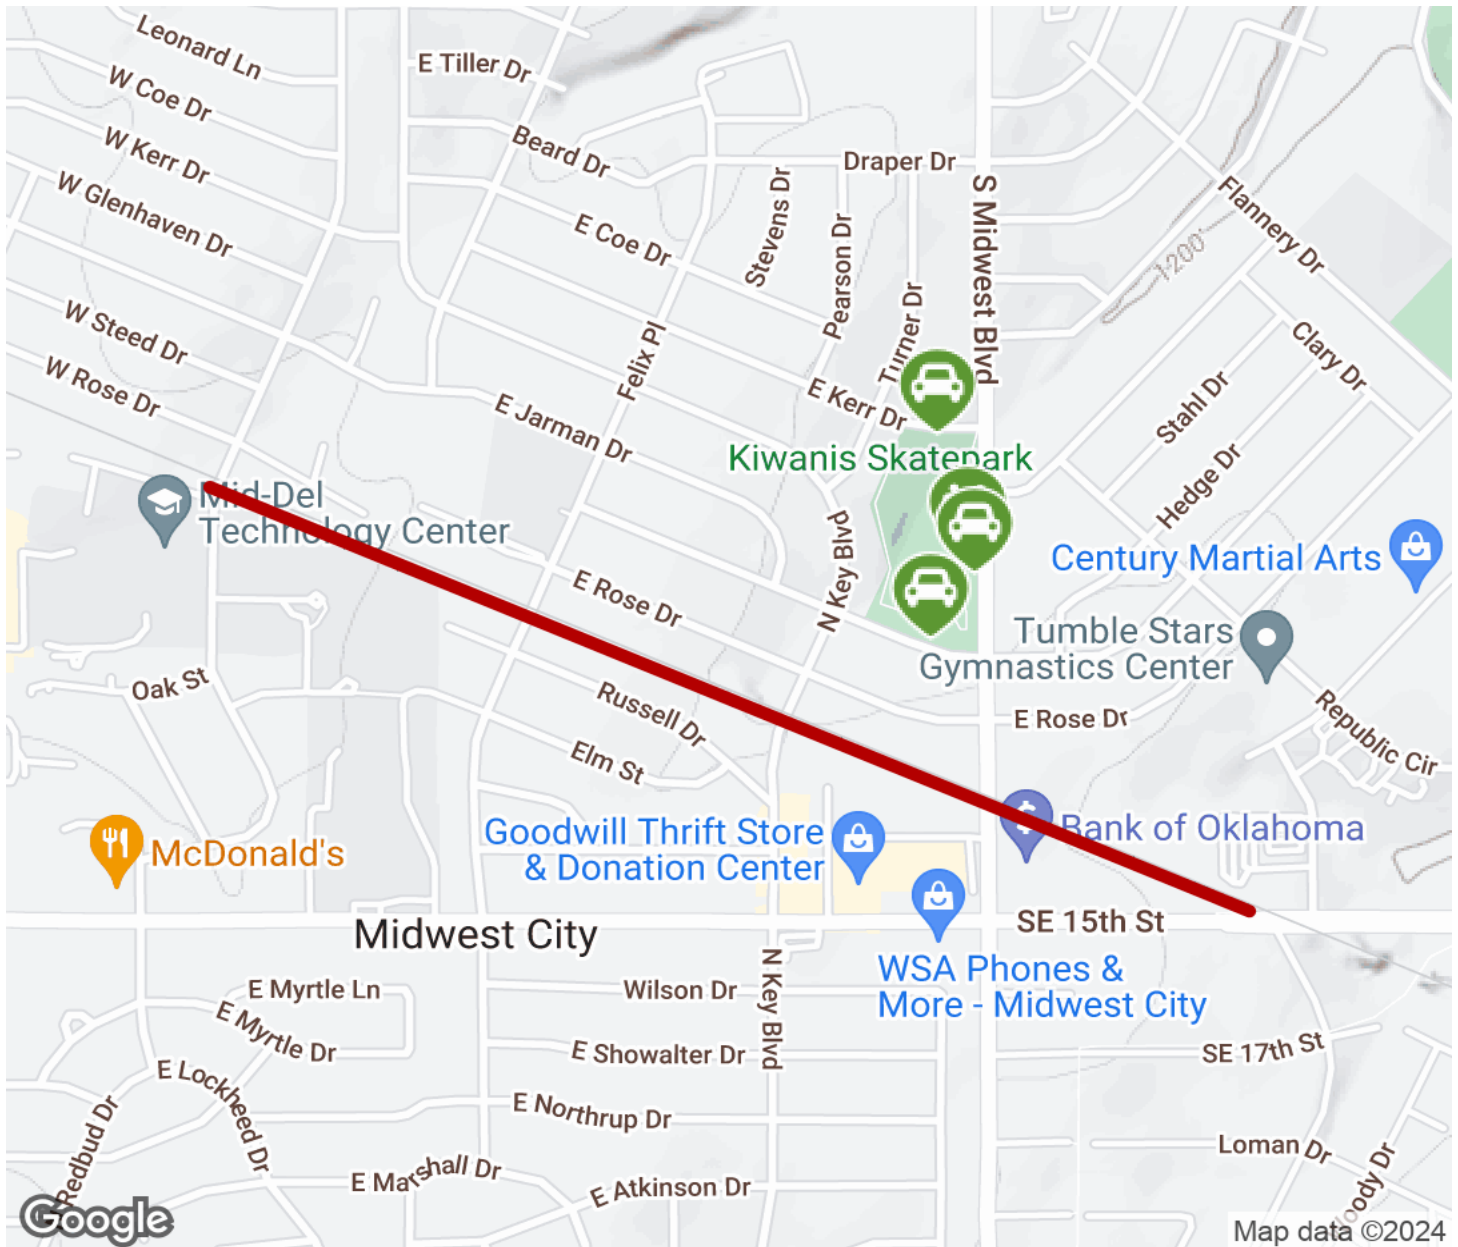 Leonard Ln
E Tiller Dr
W Coe Dr
Beard Dr
W Kerr Dr
Draper Dr
W Glenhaven Dr
Stevens Dr
S Midwest Blvd
Flannery Dr
E Coe Dr
Pearson Dr
1200'
Turner Dr
W Steed Dr
Felix Pl
Clary Dr
W Rose Dr
E Kerr Dr
Stahl Dr
E Jarman Dr
Kiwanis Skatepark
Hedge Dr
Mid-Del
Technology Center
N Key Blvd
Century Martial Arts
E Rose Dr
Tumble Stars
Gymnastics Center
Oak St
Russell Dr
E Rose Dr
Republic Cir
Elm St
Goodwill Thrift Store
& Donation Center
Bank of Oklahoma
McDonald's
Midwest City
SE 15th St
WSA Phones &
More - Midwest City
E Myrtle Ln
Wilson Dr
N Key Blvd
E Myrtle Dr
E Showalter Dr
SE 17th St
E Lockheed Dr
Redbud Dr
E Northrup Dr
Loman Dr
E Marshall Dr
E Atkinson Dr
Google
Map data ©2024